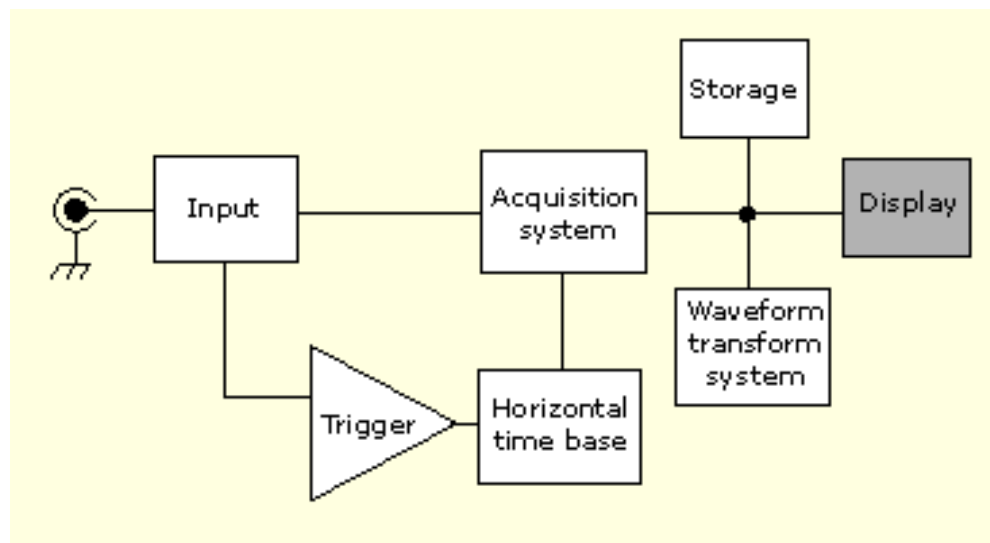 Storage
Input
Acquisition
system
Display
Waveform
transform
system
Trigger
Horizontal
time base